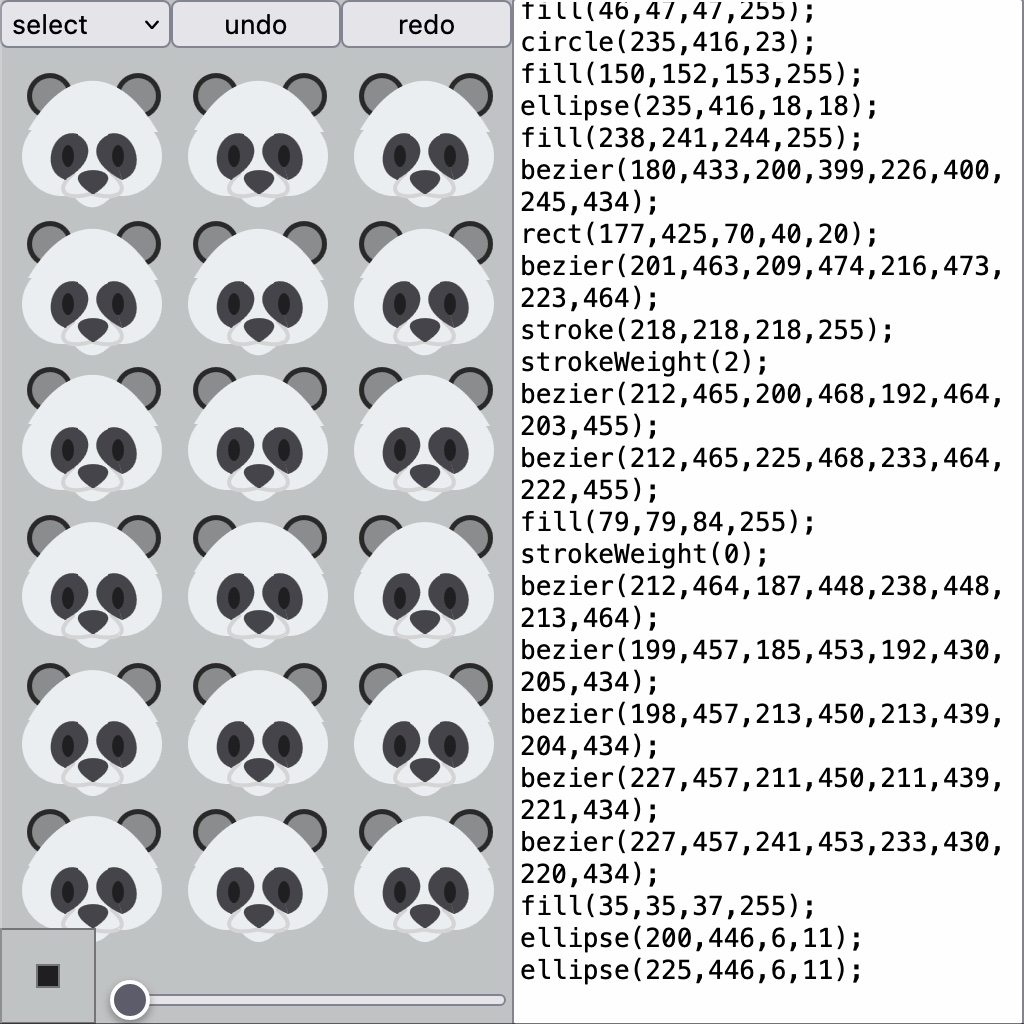 select
undo
redo
fill(46,47,47,255);
circle(235,416,23);
fill(150,152,153,255);
ellipse(235,416,18,18);
fill(238,241,244,255);
bezier(180,433,200,399,226,400,
245,434);
rect(177,425,70,40,20);
bezier(201,463,209,474,216,473,
223,464);
stroke(218,218,218,255);
strokeWeight(2);
bezier(212,465,200,468,192,464,
203,455);
bezier(212,465,225,468,233,464,
222,455);
fill(79,79,84,255);
strokeWeight(0);
bezier(212,464,187,448,238,448,
213,464);
bezier(199,457,185,453,192,430,
205,434);
bezier(198,457,213,450,213,439,
204,434);
bezier(227,457,211,450,211,439,
221,434);
bezier(227,457,241,453,233,430,
220,434);
fill(35,35,37,255);
ellipse(200,446,6,11);
ellipse(225,446,6,11);